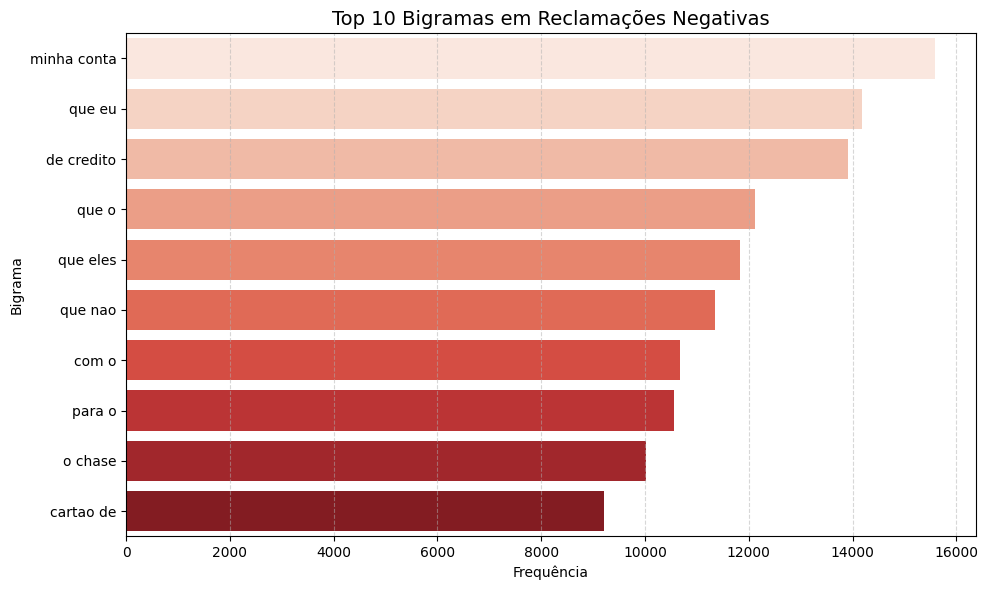 Top 10 Bigramas em Reclamações Negativas
Bigrama
minha conta
que eu
de credito
que o
que eles
que nao
com o
para o
o chase
cartao de
0 2000 4000 6000 8000 10000 12000 14000 16000
Frequência